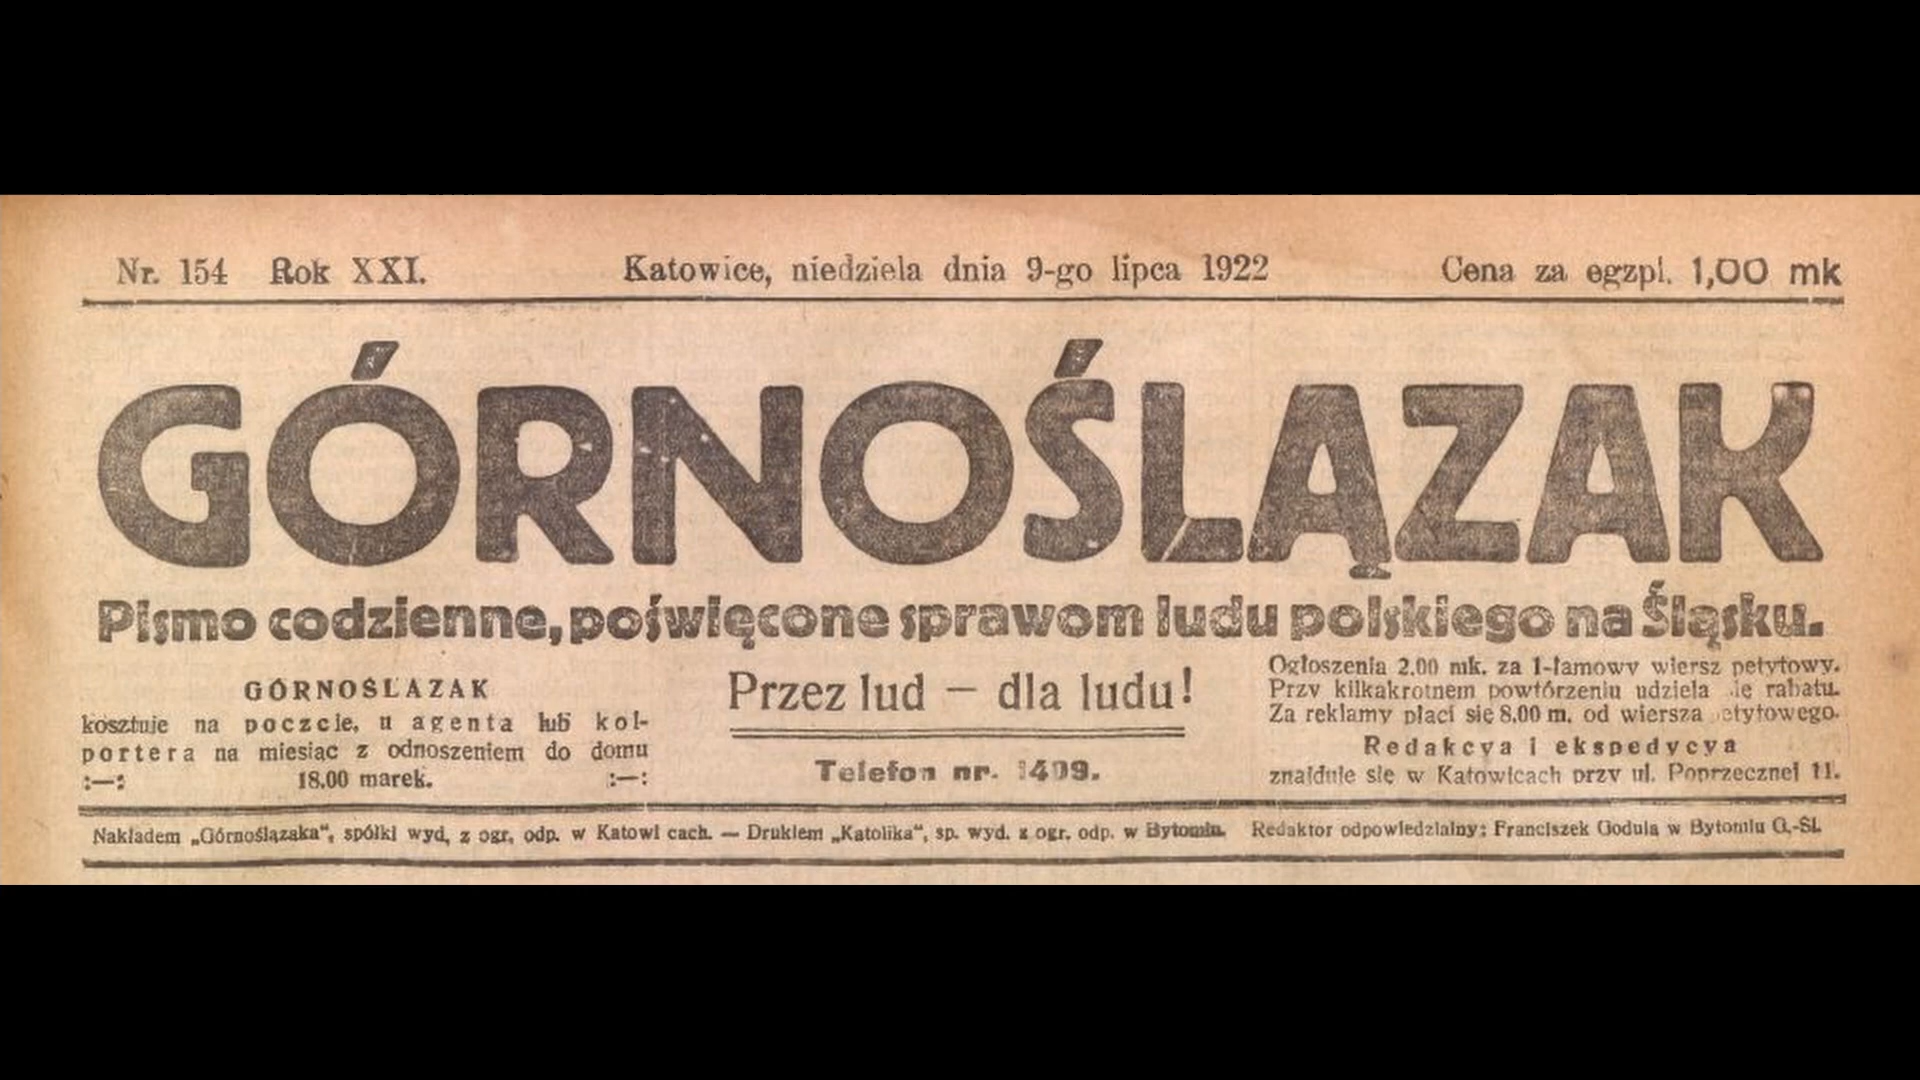 Nr. 154 Rok XXI. Katowice, niedziela dnia 9-go lipca 1922 Cena za egzpl. 1,00 mk
GÓRNOŚLĄZAK
Pismo codzienne, poświęcone sprawom ludu polskiego na Śląsku.
GÓRNOŚLAZAK
kosztuje na poczcie, u agenta lub kol-
portera na miesiąc z odnoszeniem do domu
:—: 18.00 marek. :—:
Przez lud — dla ludu!
Telefon nr.
Ogłoszenia 2.00 mk. za 1-łamowy wiersz petytowy.
Przy kilkakrotnem powtórzeniu udziela rabatu.
Za reklamy płaci się 8,00 m. od wiersza
Redakcya i ekspedycya
znajduje się w Katowicach przy ul. Poprzecznej 11.
Nakładem „Górnoślązaka“, spółki wyd, z ogr, odp. w Katowi cach. — Drukiem „Katolika“, sp. wyd. z ogr. odp. w Bytomiu. Redaktor odpowiedzialny: Franciszek Godula w Bytomiu G.-Śl.